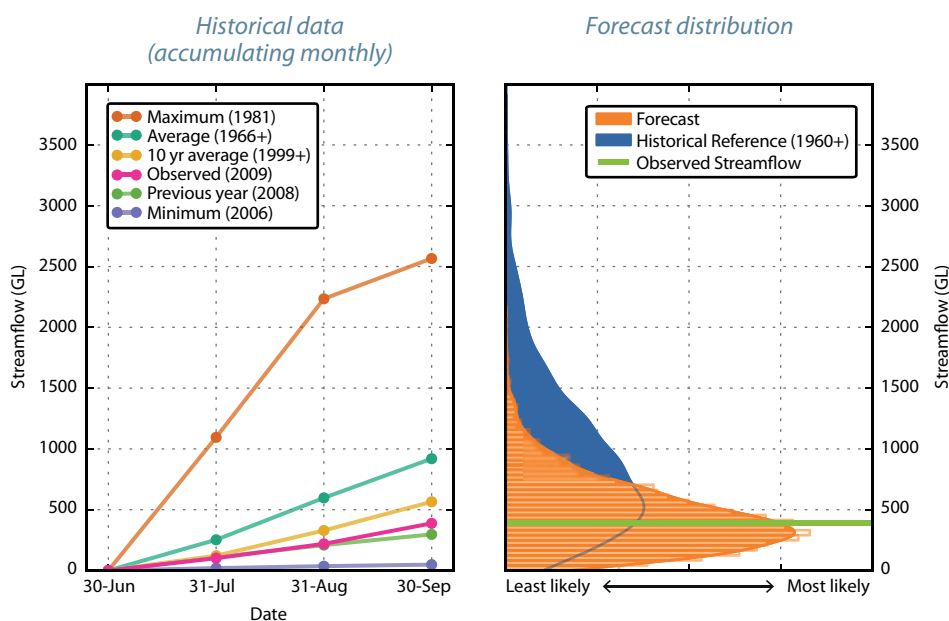 Historical data
(accumulating monthly)
Maximum (1981)
Average (1966+)
10 yr average (1999+)
Observed (2009)
Previous year (2008)
Minimum (2006)
Streamflow (GL)
3500
3000
2500
2000
1500
1000
500
0
30-Jun
31-Jul
31-Aug
30-Sep
Date
Forecast distribution
Forecast
Historical Reference (1960+)
Observed Streamflow
3500
3000
2500
2000
1500
1000
500
0
Streamflow (GL)
Least likely
Most likely